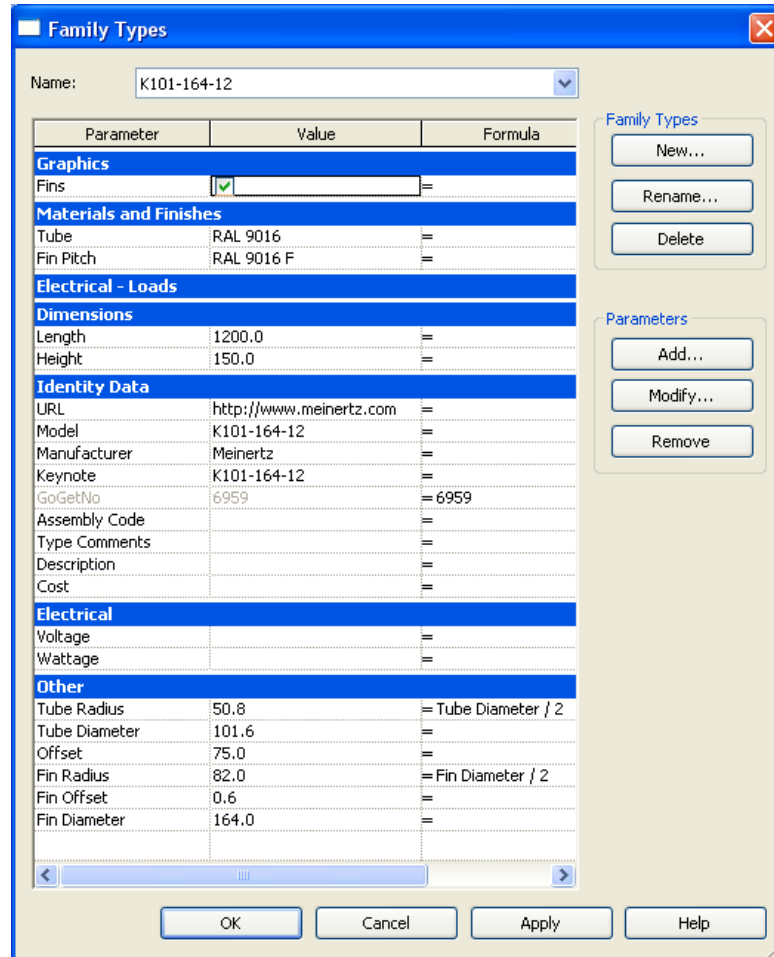 Family Types
Name: K101-164-12
Parameter Value Formula
Graphics
Fins =
Materials and Finishes
Tube RAL 9016 =
Fin Pitch RAL 9016 F =
Electrical - Loads
Dimensions
Length 1200.0 =
Height 150.0 =
Identity Data
URL http://www.meinertz.com =
Model K101-164-12 =
Manufacturer Meinertz =
Keynote K101-164-12 =
GoGetNo 6959 = 6959
Assembly Code =
Type Comments =
Description =
Cost =
Electrical
Voltage =
Wattage =
Other
Tube Radius 50.8 = Tube Diameter / 2
Tube Diameter 101.6 =
Offset 75.0 =
Fin Radius 82.0 = Fin Diameter / 2
Fin Offset 0.6 =
Fin Diameter 164.0 =
Family Types
New...
Rename...
Delete
Parameters
Add...
Modify...
Remove
OK Cancel Apply Help